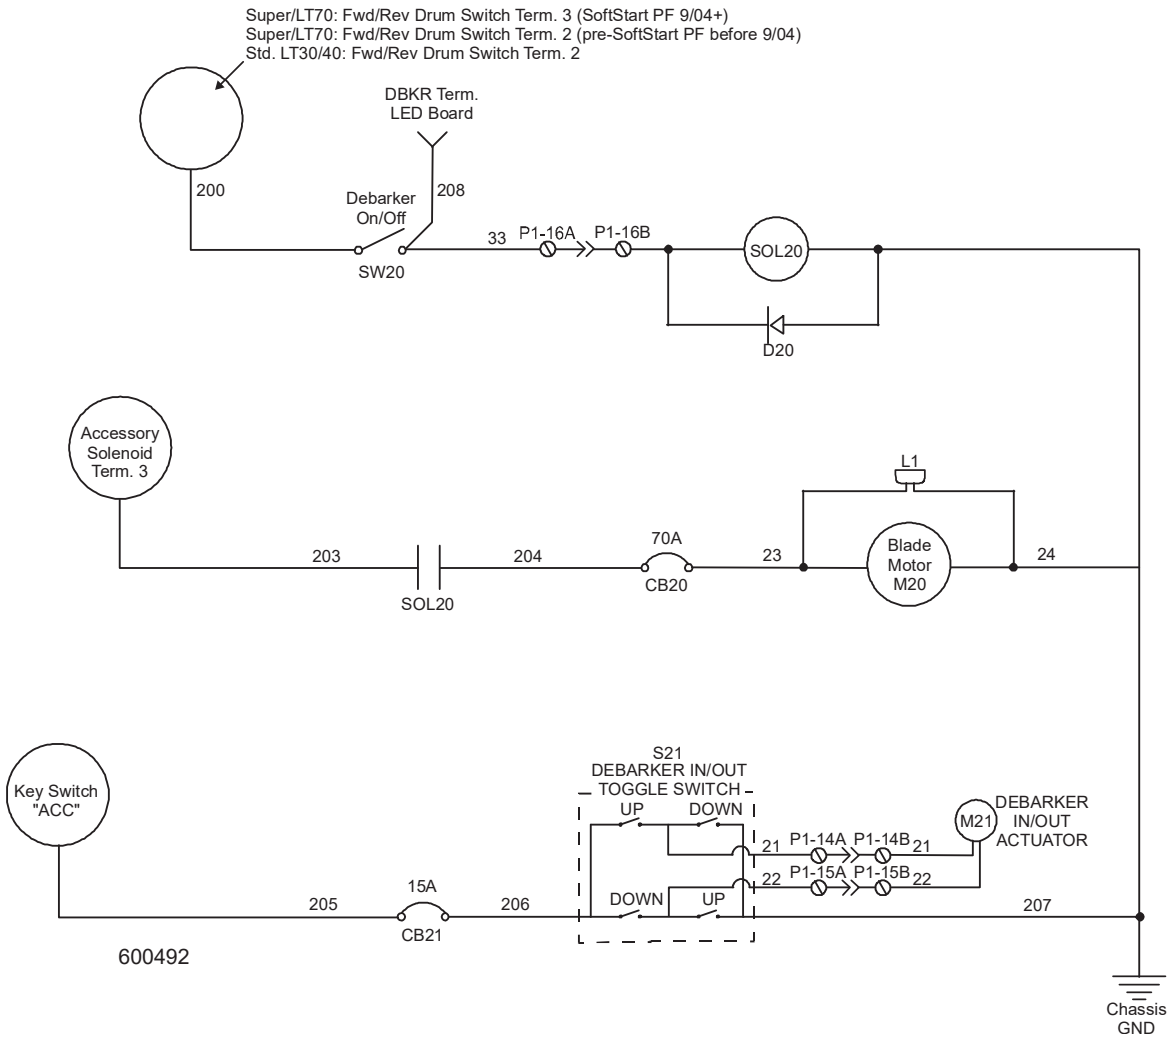 Super/LT70: Fwd/Rev Drum Switch Term. 3 (SoftStart PF 9/04+)
Super/LT70: Fwd/Rev Drum Switch Term. 2 (pre-SoftStart PF before 9/04)
Std. LT30/40: Fwd/Rev Drum Switch Term. 2
DBKR Term.
LED Board
200
208
Debarker
On/Off
SW20
33
P1-16A
P1-16B
SOL20
D20
Accessory
Solenoid
Term. 3
203
SOL20
204
70A
CB20
23
L1
Blade
Motor
M20
24
Key Switch
"ACC"
205
15A
CB21
206
S21
DEBARKER IN/OUT
TOGGLE SWITCH
UP
DOWN
DOWN
UP
21
P1-14A
P1-14B
21
22
P1-15A
P1-15B
22
M21
DEBARKER
IN/OUT
ACTUATOR
207
600492
Chassis
GND